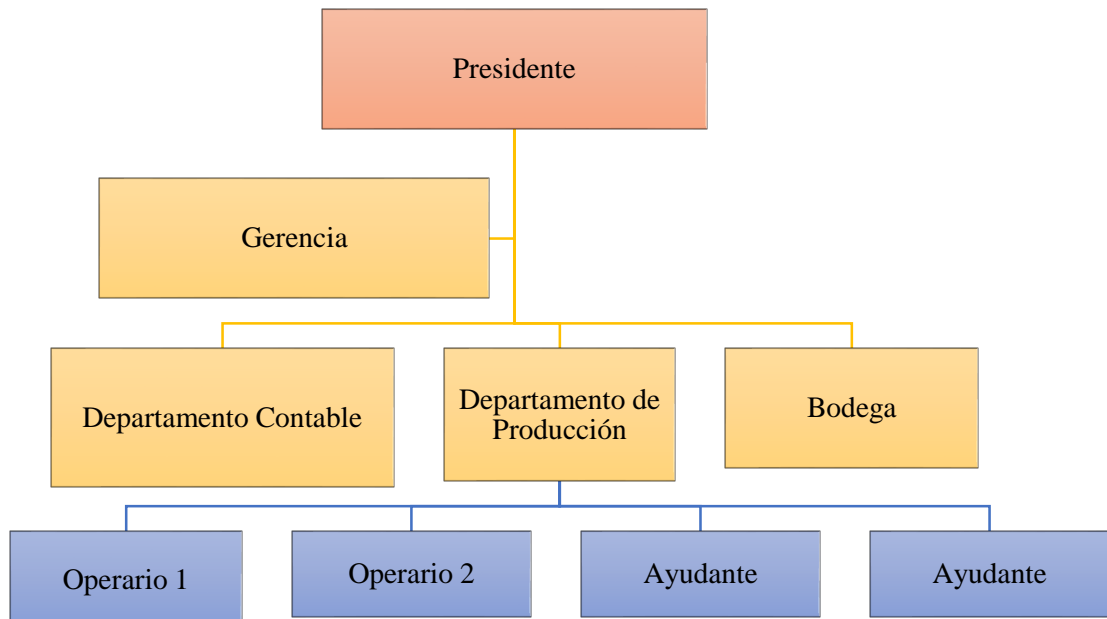 Presidente
Gerencia
Departamento Contable
Departamento de
Producción
Bodega
Operario 1
Operario 2
Ayudante
Ayudante